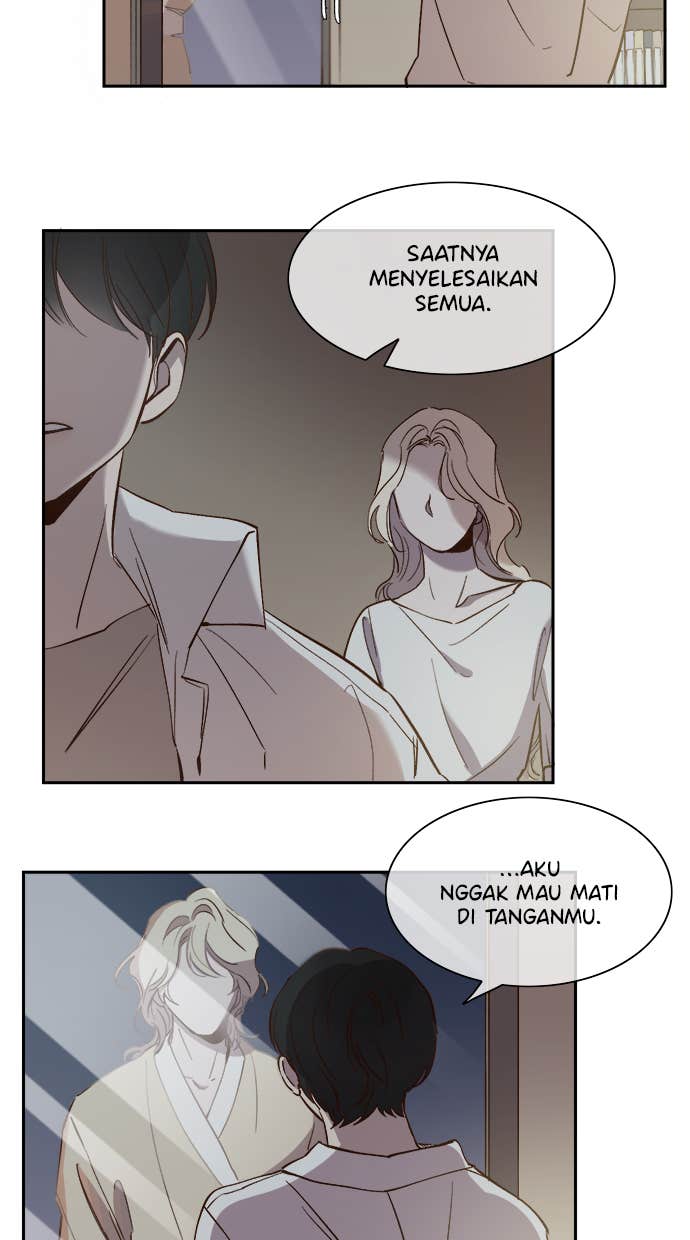 SAATNYA
MENYELESAIKAN
SEMUA.
...AKU
NGGAK MAU MATI
DI TANGANMU.